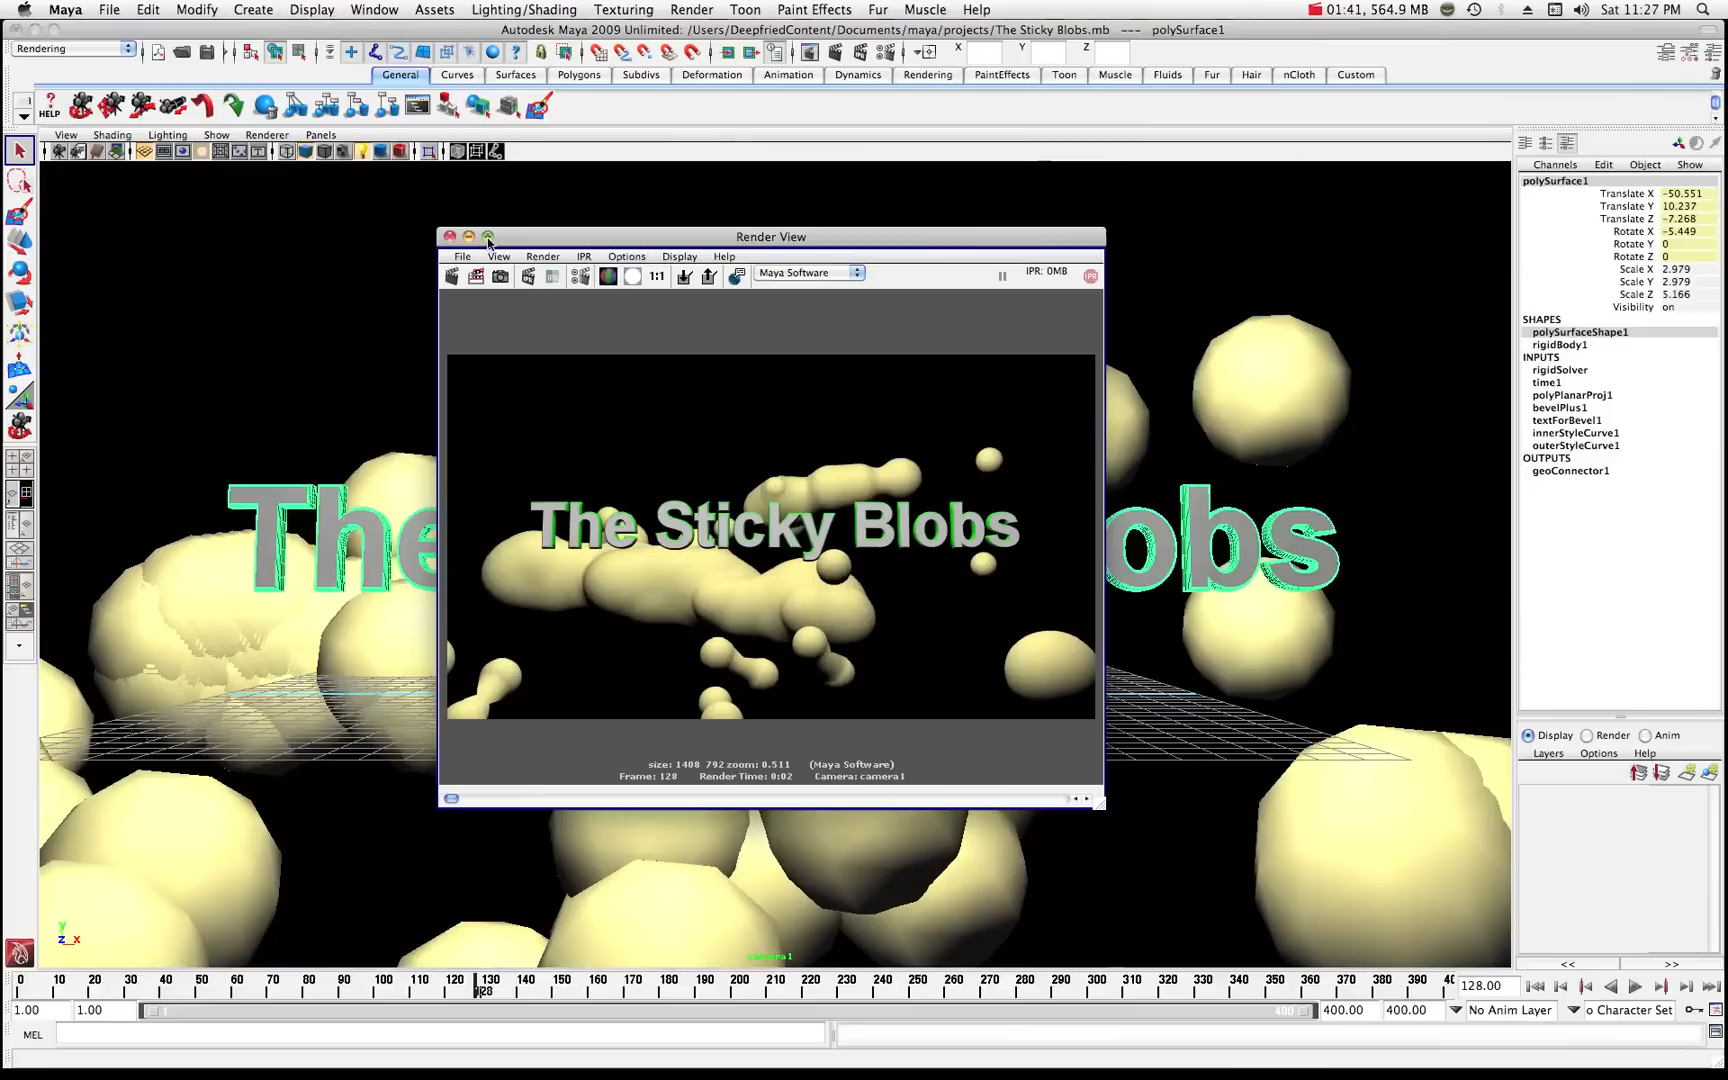 Maya File Edit Modify Create Display Window Assets Lighting/Shading Texturing Render Toon Paint Effects Fur Muscle Help 01:41, 564.9 MB Sat 11:27 PM
Autodesk Maya 2009 Unlimited: /Users/DeepfriedContent/Documents/maya/projects/The Sticky Blobs.mb --- polySurface1
Rendering X Y Z
General Curves Surfaces Polygons Subdivs Deformation Animation Dynamics Rendering PaintEffects Toon Muscle Fluids Fur Hair nCloth Custom
? HELP
View Shading Lighting Show Renderer Panels
Channels Edit Object Show
polySurface1
Translate X -50.551
Translate Y 10.237
Translate Z -7.268
Rotate X -5.449
Rotate Y 0
Rotate Z 0
Scale X 2.979
Scale Y 2.979
Scale Z 5.166
Visibility on
SHAPES
polySurfaceShape1
rigidBody1
INPUTS
rigidSolver
time1
polyPlanarProj1
bevelPlus1
textForBevel1
innerStyleCurve1
outerStyleCurve1
OUTPUTS
geoConnector1
Render View
File View Render IPR Options Display Help
1:1 Maya Software IPR: 0MB IPR
The Sticky Blobs
The obs
size: 1408 792 zoom: 0.511 (Maya Software)
Frame: 128 Render Time: 0:02 Camera: camera1
Display Render Anim
Layers Options Help
y
z x
camera1
<< >>
0 10 20 30 40 50 60 70 80 90 100 110 120 130 140 150 160 170 180 190 200 210 220 230 240 250 260 270 280 290 300 310 320 330 340 350 360 370 380 390 40
128 128.00
1.00 1.00 1 400 400.00 400.00 No Anim Layer o Character Set
MEL